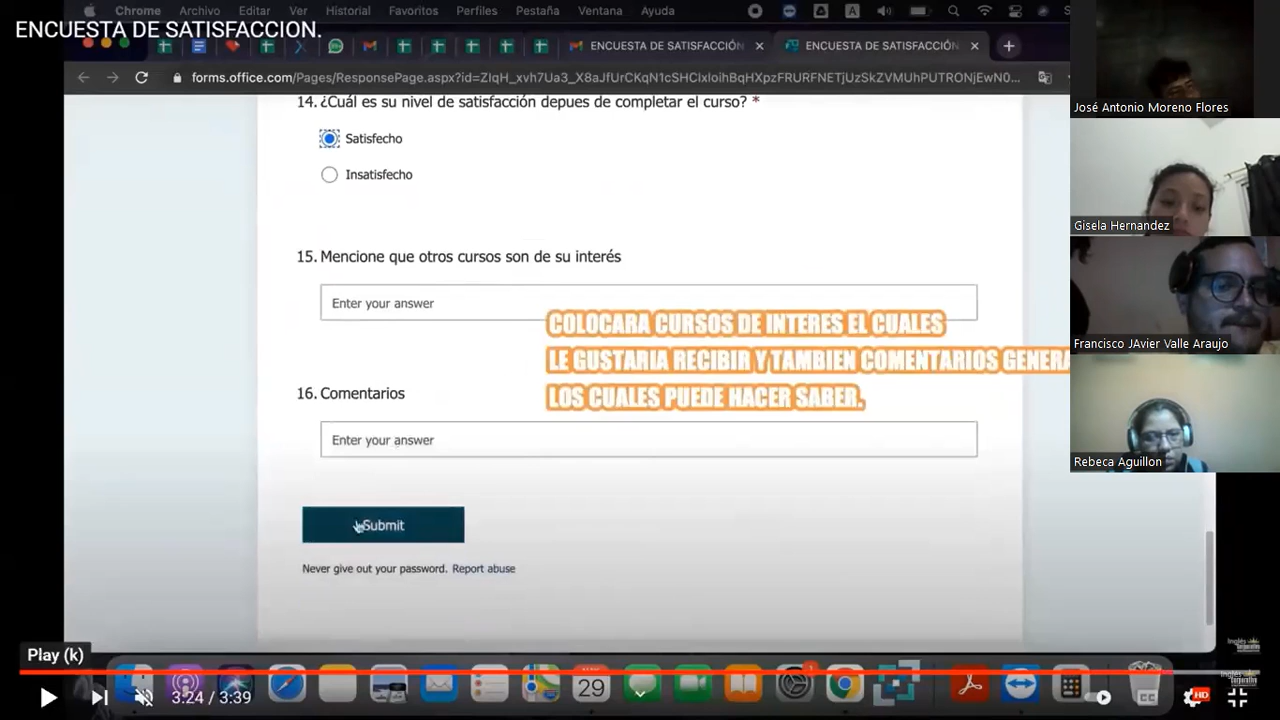 ENCUESTA DE SATISFACCION.
Chrome Archivo Editar Ver Historial Favoritos Perfiles Pestaña Ventana Ayuda
ENCUESTA DE SATISFACCIÓN
ENCUESTA DE SATISFACCIÓN
forms.office.com/Pages/ResponsePage.aspx?id=
14. ¿Cuál es su nivel de satisfacción depues de completar el curso? *
Satisfecho
Insatisfecho
15. Mencione que otros cursos son de su interés
Enter your answer
COLOCARA CURSOS DE INTERES EL CUALES
LE GUSTARIA RECIBIR Y TAMBIEN COMENTARIOS GENERA
LOS CUALES PUEDE HACER SABER.
16. Comentarios
Enter your answer
Submit
Never give out your password. Report abuse
José Antonio Moreno Flores
Gisela Hernandez
Francisco JAvier Valle Araujo
Rebeca Aguillon
Play (k)
29
3:24 / 3:39
HD